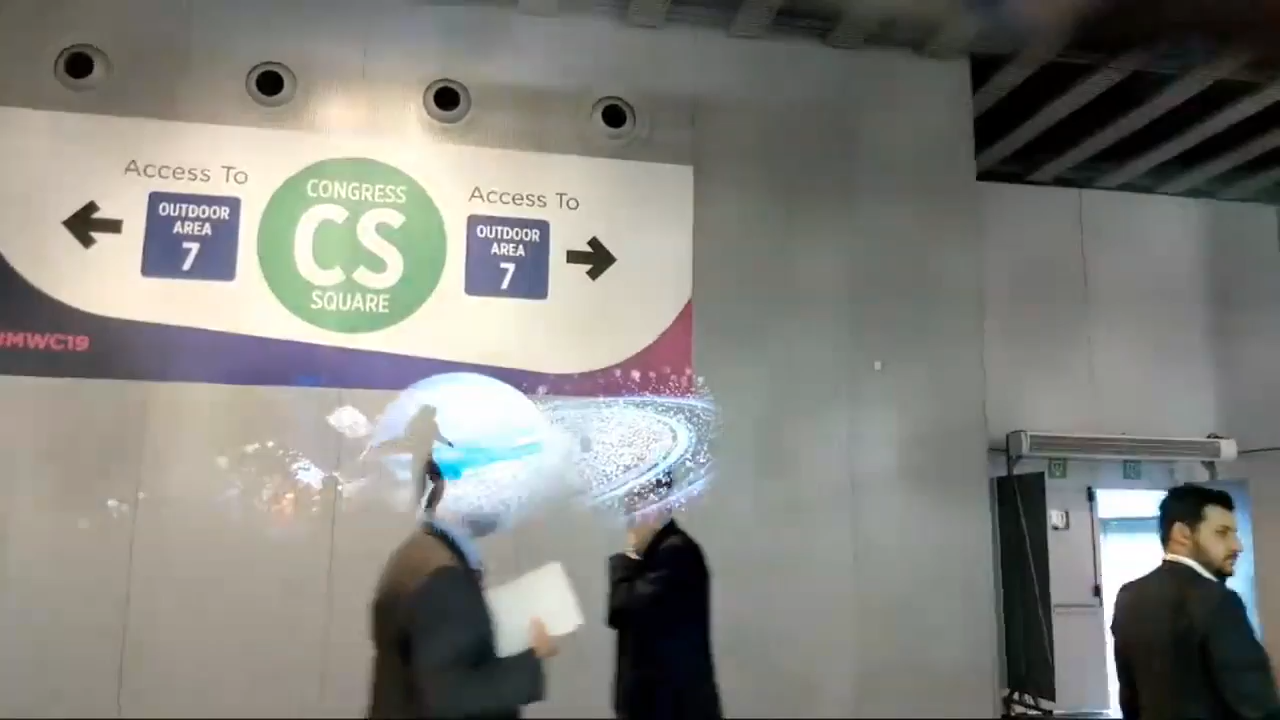 Access To
OUTDOOR
AREA
7
CONGRESS
CS
SQUARE
Access To
OUTDOOR
AREA
7
#MWC19